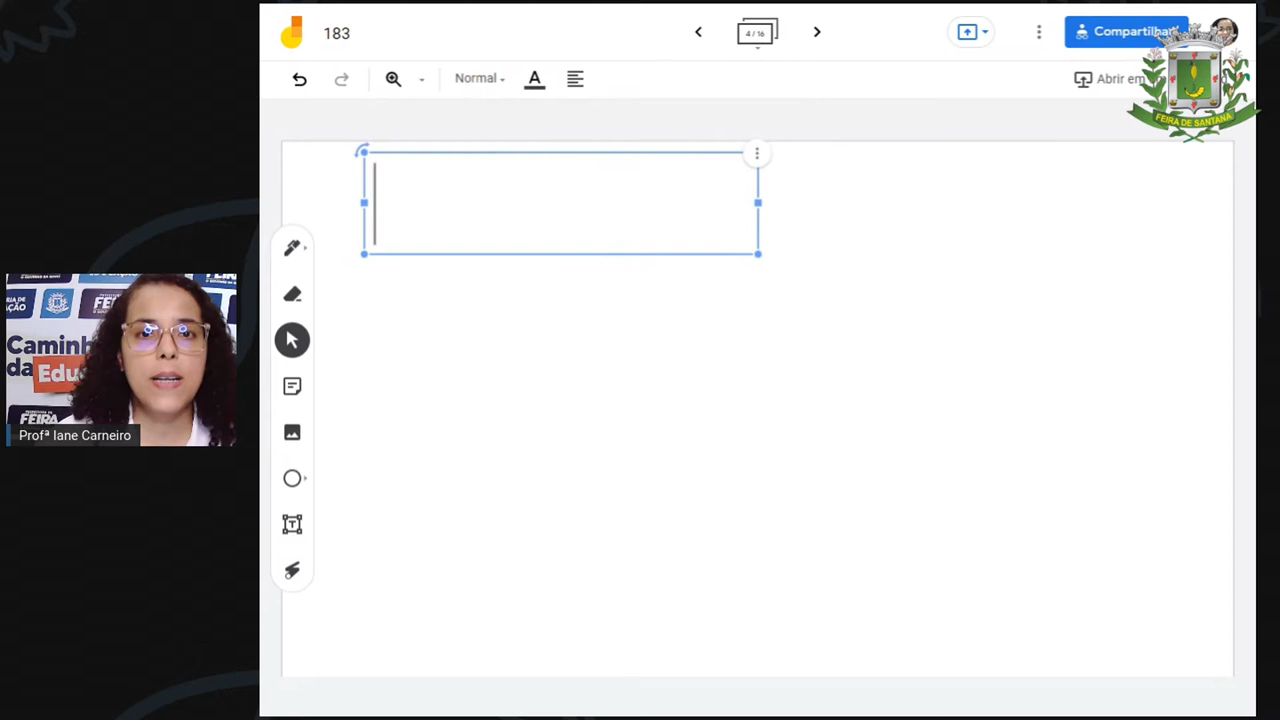 183
4 / 16
Compartilhar
Normal
A
Abrir em
FEIRA DE SANTANA
Caminh
da Edu
FEIRA
Profª Iane Carneiro